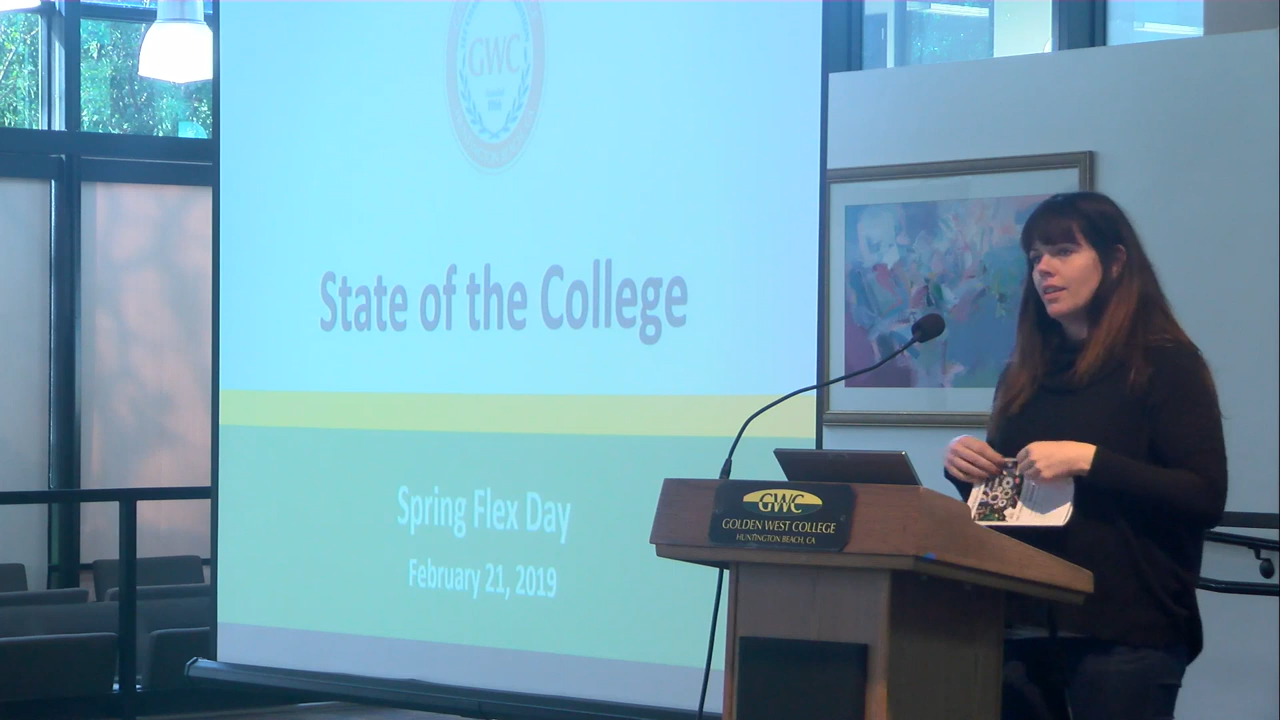 GWC
State of the College
Spring Flex Day
February 21, 2019
GWC
GOLDEN WEST COLLEGE
HUNTINGTON BEACH, CA